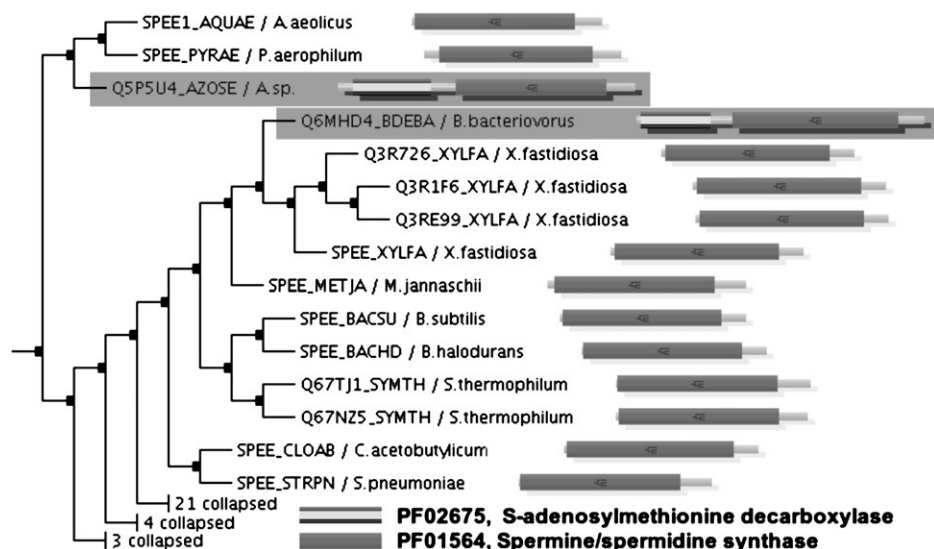 SPEE1_AQUAE / A.aeolicus
SPEE_PYRAE / P.aerophilum
Q5P5U4_AZOSE / A.sp.
Q6MHD4_BDEBA / B.bacteriovorus
Q3R726_XYLFA / X.fastidiosa
Q3R1F6_XYLFA / X.fastidiosa
Q3RE99_XYLFA / X.fastidiosa
SPEE_XYLFA / X.fastidiosa
SPEE_METJA / M.jannaschii
SPEE_BACSU / B.subtilis
SPEE_BACHD / B.halodurans
Q67TJ1_SYMTH / S.thermophilum
Q67NZ5_SYMTH / S.thermophilum
SPEE_CLOAB / C.acetobutylicum
SPEE_STRPN / S.pneumoniae
21 collapsed
4 collapsed
3 collapsed
PF02675, S-adenosylmethionine decarboxylase
PF01564, Spermine/spermidine synthase